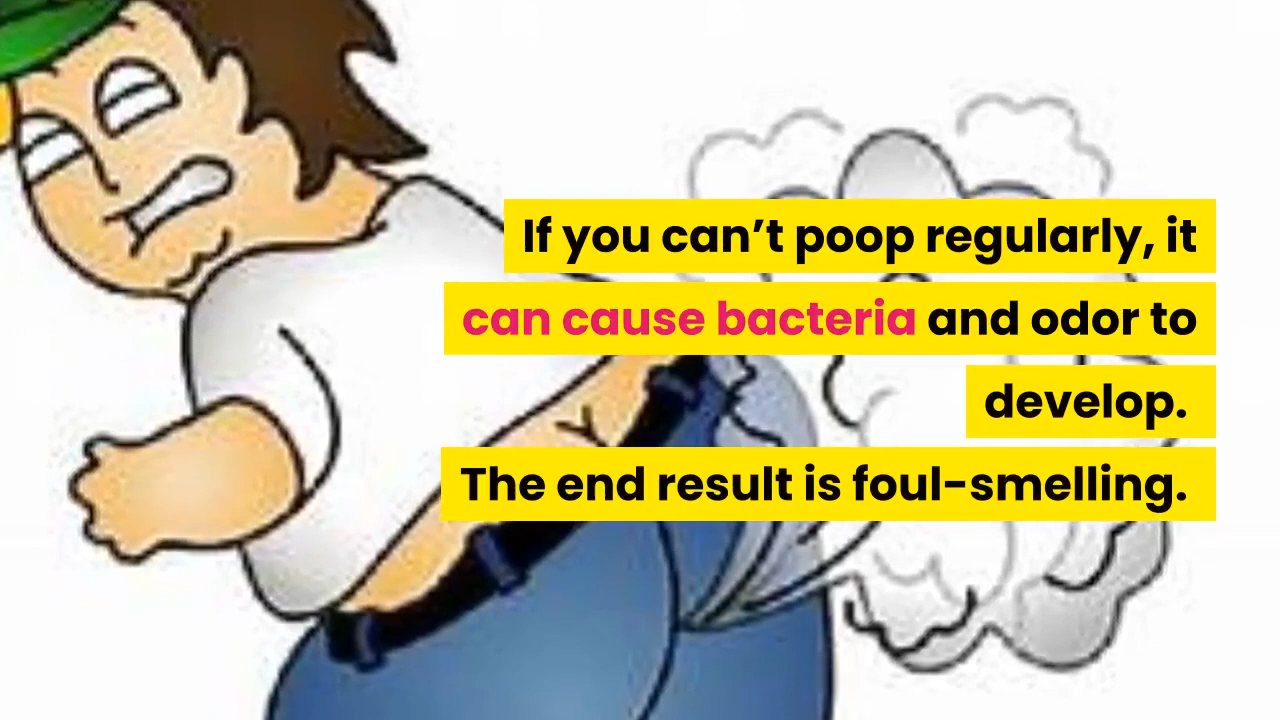 If you can’t poop regularly, it
can cause bacteria and odor to
develop.
The end result is foul-smelling.